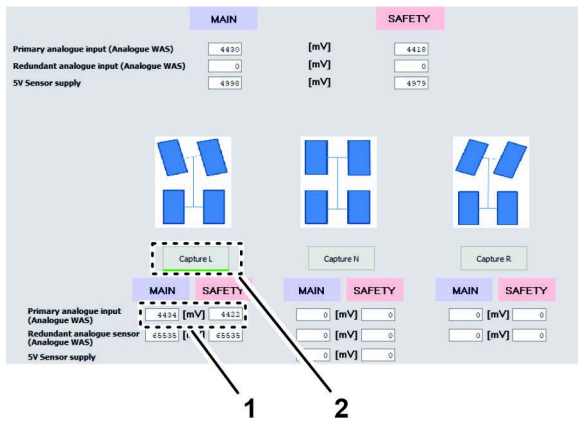 MAIN SAFETY
Primary analogue input (Analogue WAS) 4430 [mV] 4418
Redundant analogue input (Analogue WAS) 0 [mV] 0
5V Sensor supply 4998 [mV] 4979
Capture L Capture N Capture R
MAIN SAFETY MAIN SAFETY MAIN SAFETY
Primary analogue input
(Analogue WAS) 4434 [mV] 4422 0 [mV] 0 0 [mV] 0
Redundant analogue sensor
(Analogue WAS) 65535 65535 0 [mV] 0 0 [mV] 0
5V Sensor supply 0 [mV] 0
1 2